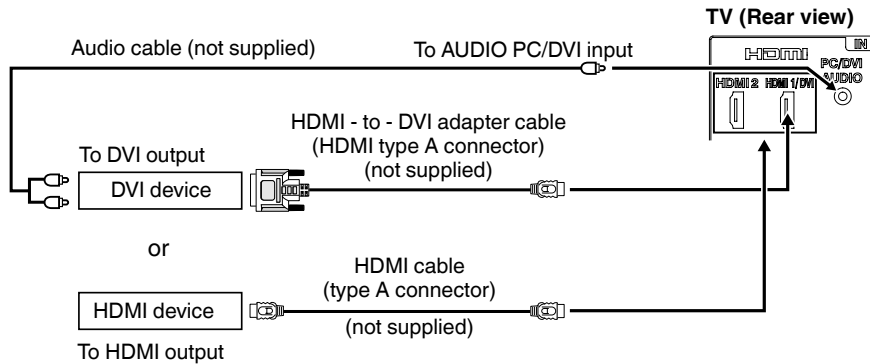 TV (Rear view)
Audio cable (not supplied)
To AUDIO PC/DVI input
IN
HDMI
PC/DVI
AUDIO
HDMI 2
HDMI 1/DVI
HDMI - to - DVI adapter cable
(HDMI type A connector)
(not supplied)
To DVI output
DVI device
or
HDMI cable
(type A connector)
(not supplied)
HDMI device
To HDMI output